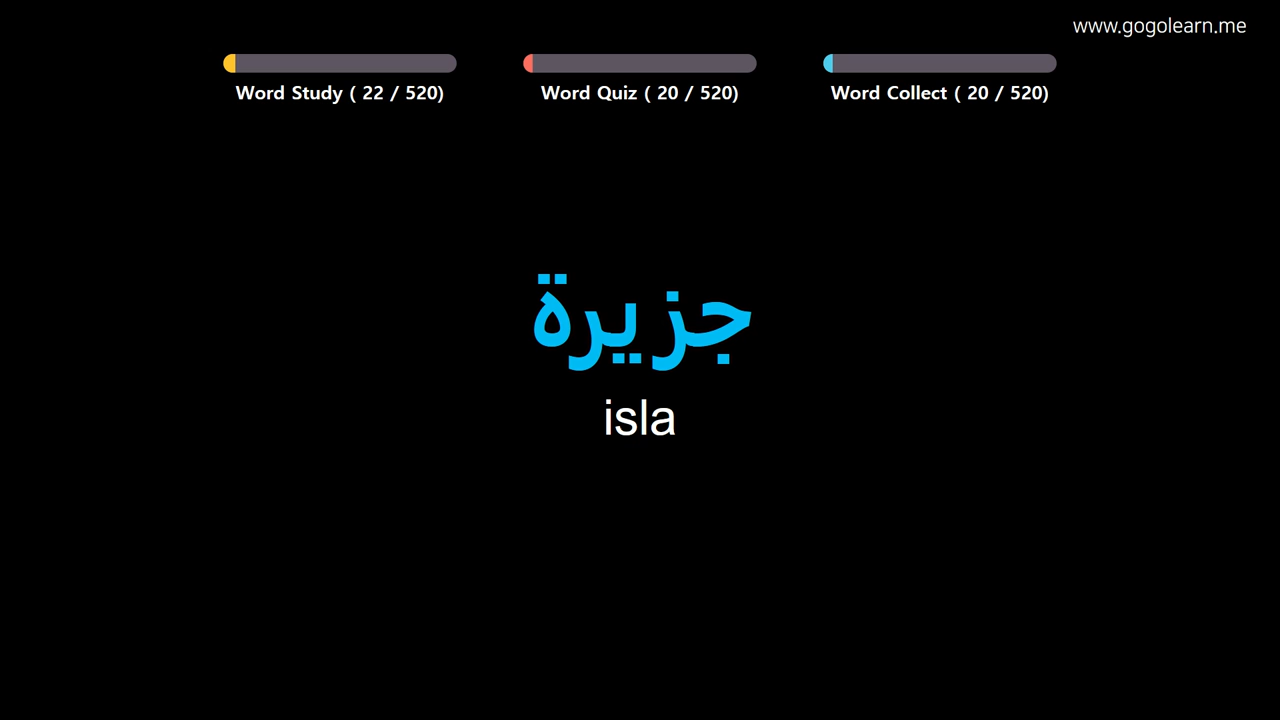 www.gogolearn.me
Word Study ( 22 / 520)
Word Quiz ( 20 / 520)
Word Collect ( 20 / 520)
جزيرة
isla